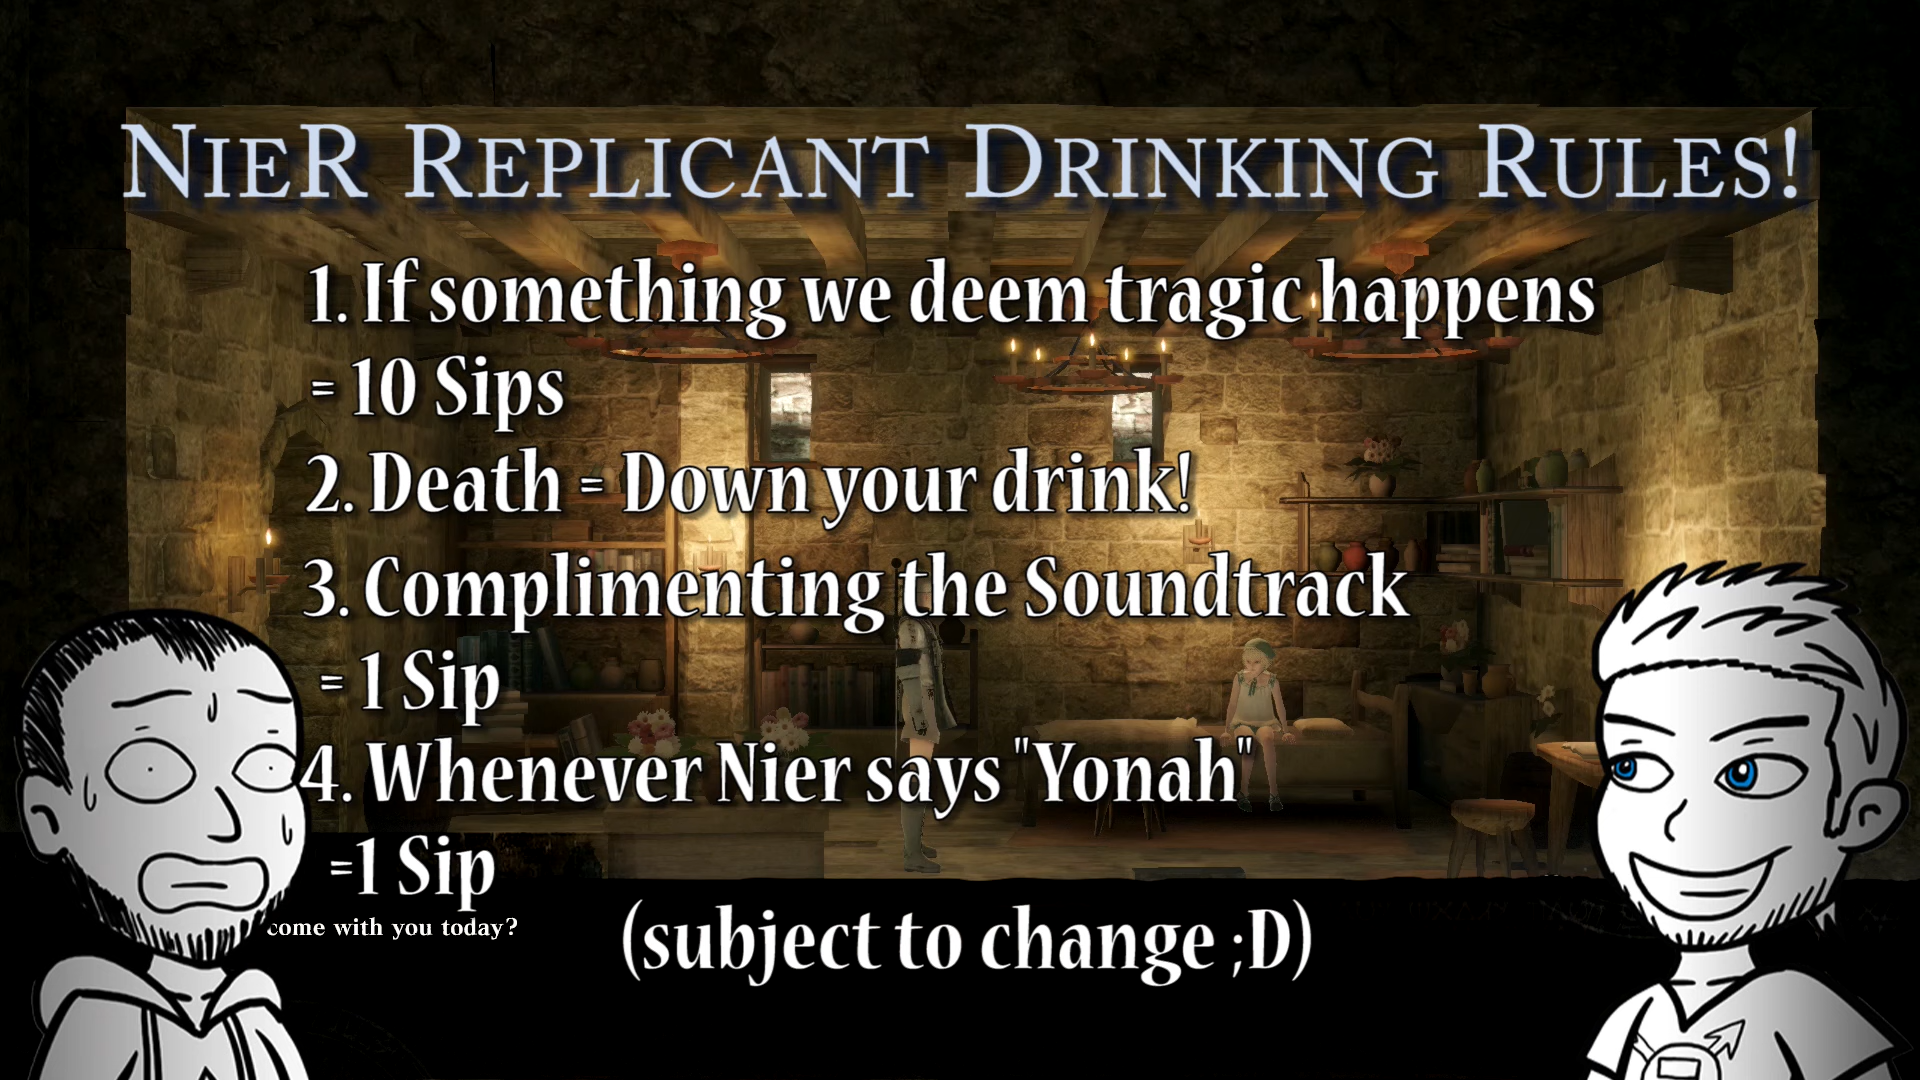 NIER REPLICANT DRINKING RULES!
1. If something we deem tragic happens
= 10 Sips
2. Death = Down your drink!
3. Complimenting the Soundtrack
= 1 Sip
4. Whenever Nier says "Yonah"
=1 Sip
come with you today?
(subject to change ;D)